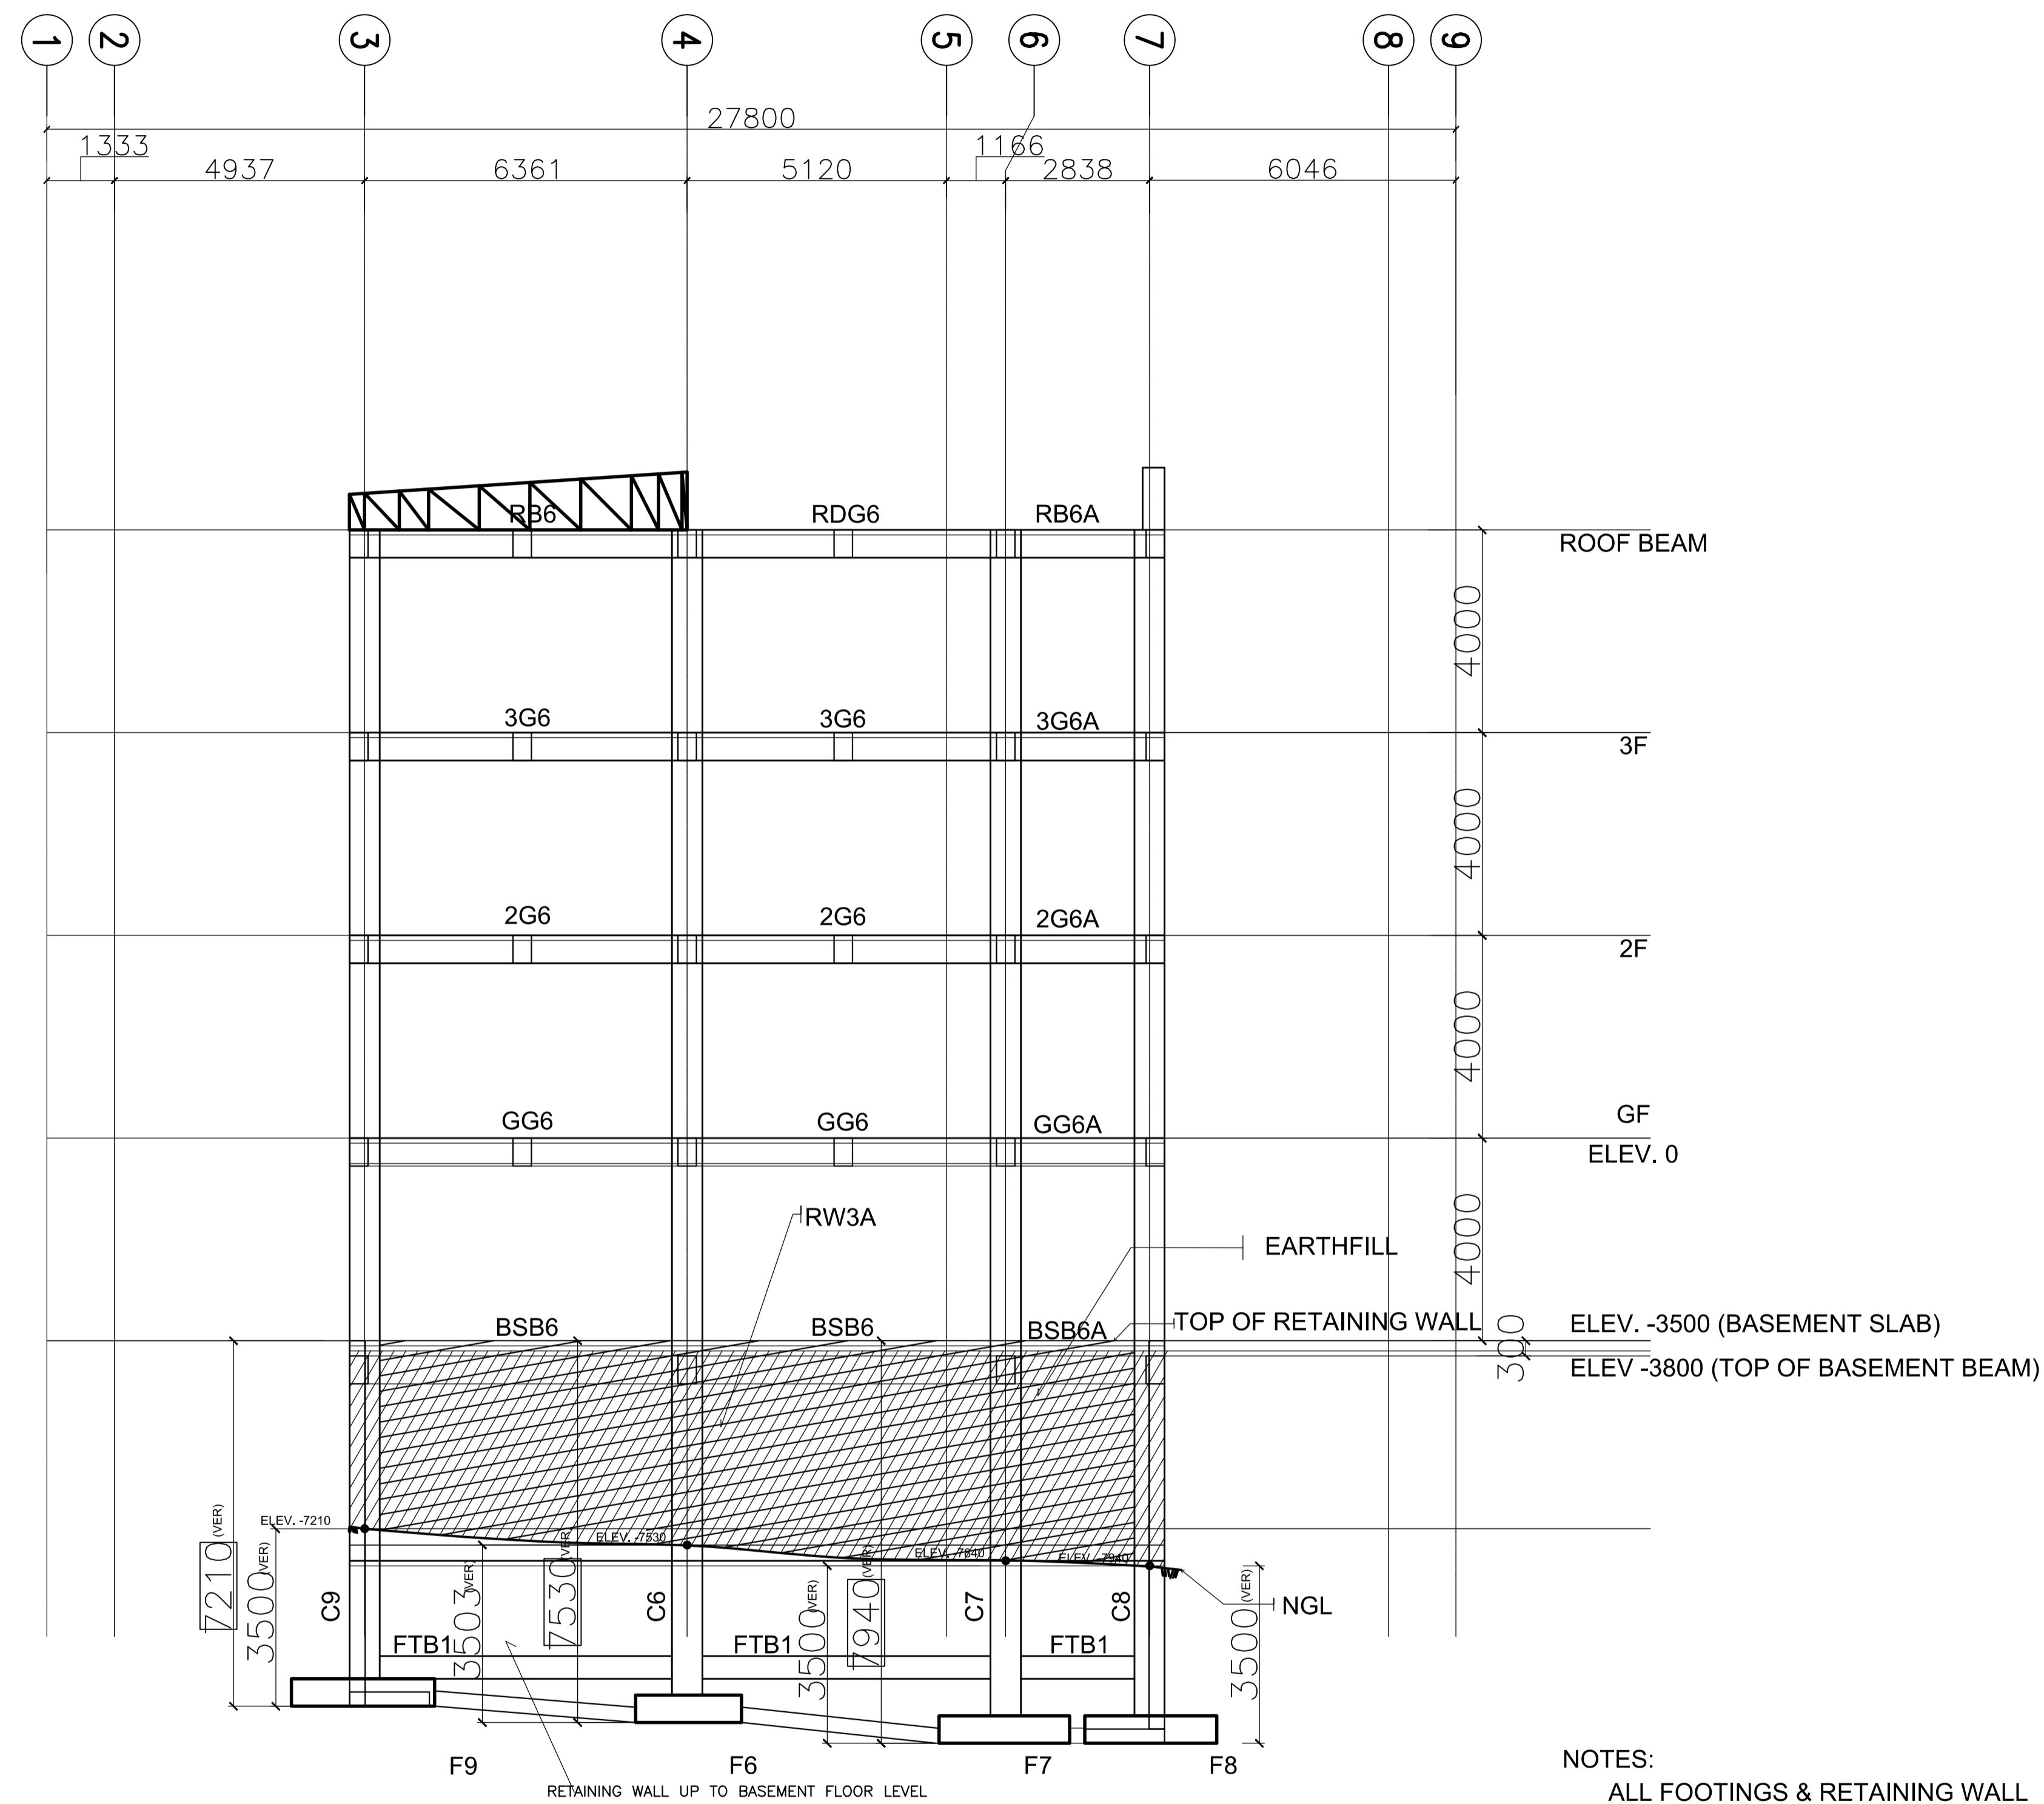 1 2 3 4 5 6 7 8 9
27800
1333 1166
4937 6361 5120 2838 6046
RB6 RDG6 RB6A
ROOF BEAM
4000
3G6 3G6 3G6A
3F
4000
2G6 2G6 2G6A
2F
4000
GF
GG6 GG6 GG6A
ELEV. 0
RW3A
4000
EARTHFILL
BSB6 BSB6 BSB6A
TOP OF RETAINING WALL
300
ELEV. -3500 (BASEMENT SLAB)
ELEV -3800 (TOP OF BASEMENT BEAM)
ELEV. -7210
ELEV. -7530
ELEV. -7840
ELEV. -7940
7210 (VER)
3500 (VER)
C9
3503 (VER)
7530 (VER
C6
3500 (VER)
7940 (VER)
C7
C8
3500 (VER)
NGL
FTB1 FTB1 FTB1
F9 F6 F7 F8
RETAINING WALL UP TO BASEMENT FLOOR LEVEL
NOTES:
ALL FOOTINGS & RETAINING WALL